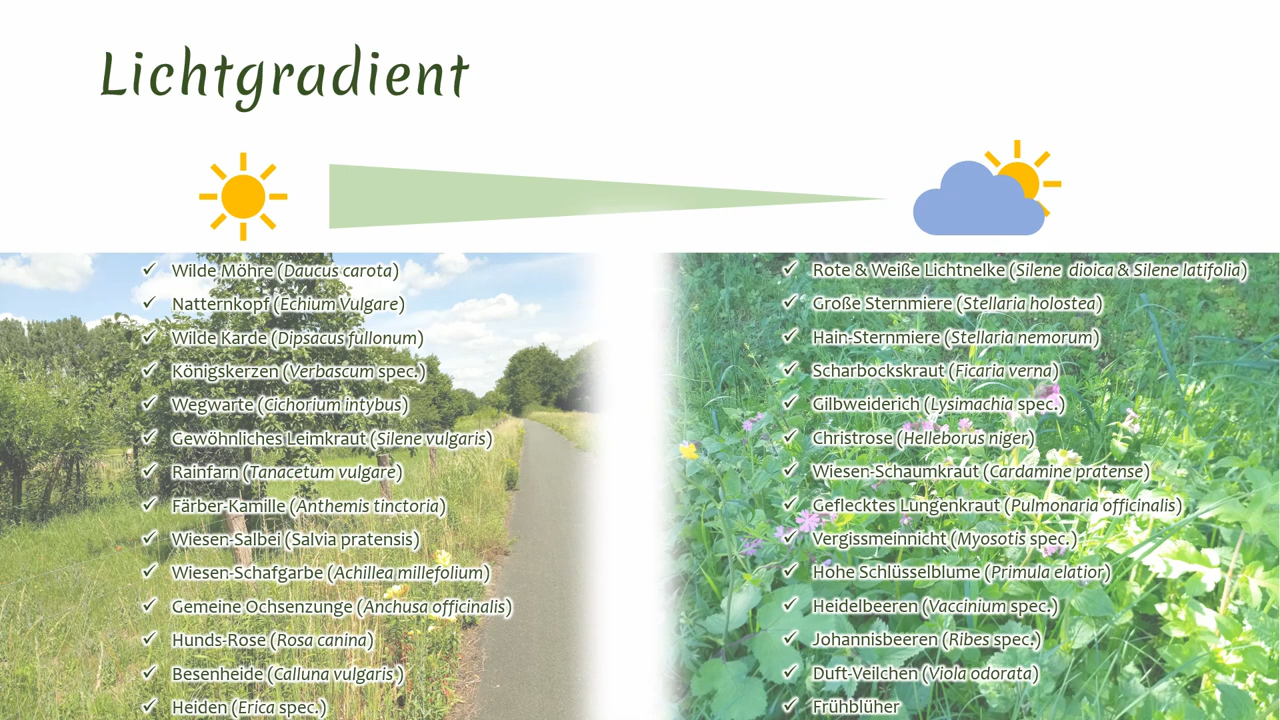 Lichtgradient
Wilde Möhre (Daucus carota)
Natternkopf (Echium Vulgare)
Wilde Karde (Dipsacus fullonum)
Königskerzen (Verbascum spec.)
Wegwarte (Cichorium intybus)
Gewöhnliches Leimkraut (Silene vulgaris)
Rainfarn (Tanacetum vulgare)
Färber-Kamille (Anthemis tinctoria)
Wiesen-Salbei (Salvia pratensis)
Wiesen-Schafgarbe (Achillea millefolium)
Gemeine Ochsenzunge (Anchusa officinalis)
Hunds-Rose (Rosa canina)
Besenheide (Calluna vulgaris )
Heiden (Erica spec.)
Rote & Weiße Lichtnelke (Silene  dioica & Silene latifolia)
Große Sternmiere (Stellaria holostea)
Hain-Sternmiere (Stellaria nemorum)
Scharbockskraut (Ficaria verna)
Gilbweiderich (Lysimachia spec.)
Christrose (Helleborus niger)
Wiesen-Schaumkraut (Cardamine pratense)
Geflecktes Lungenkraut (Pulmonaria officinalis)
Vergissmeinnicht (Myosotis spec.)
Hohe Schlüsselblume (Primula elatior)
Heidelbeeren (Vaccinium spec.)
Johannisbeeren (Ribes spec.)
Duft-Veilchen (Viola odorata)
Frühblüher